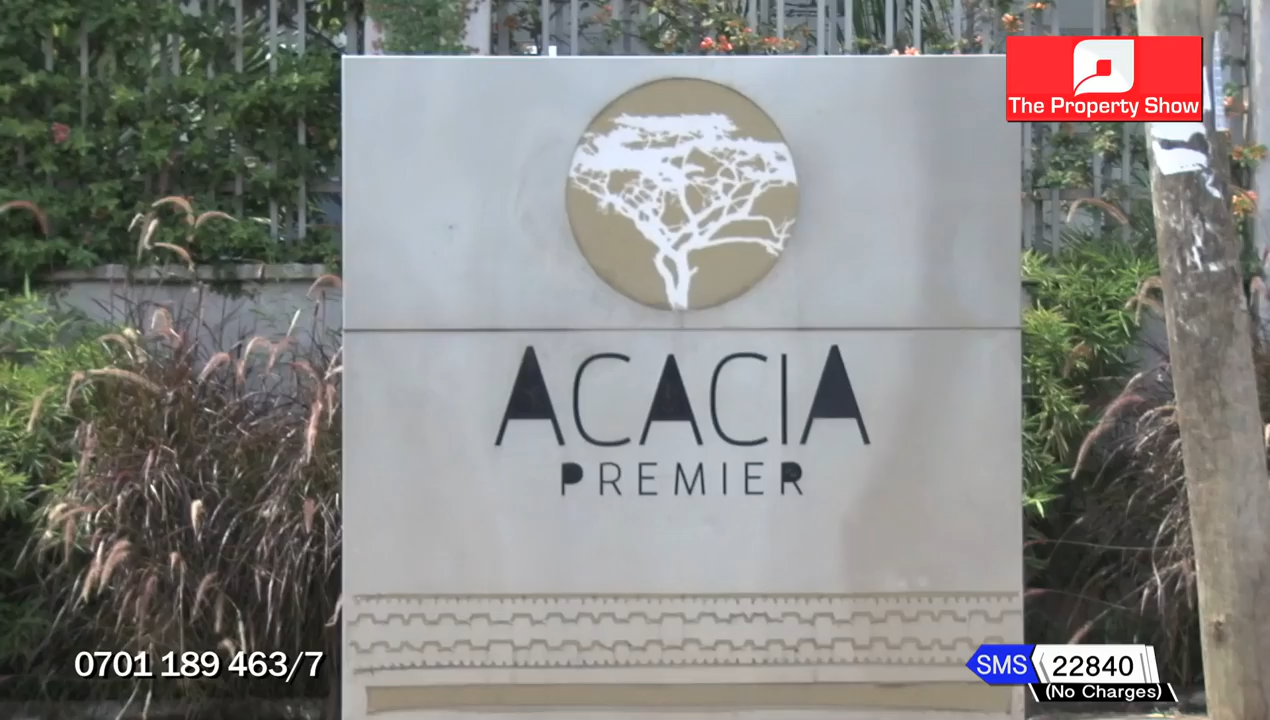 The Property Show
ACACIA
PREMIER
0701 189 463/7
SMS 22840
(No Charges)